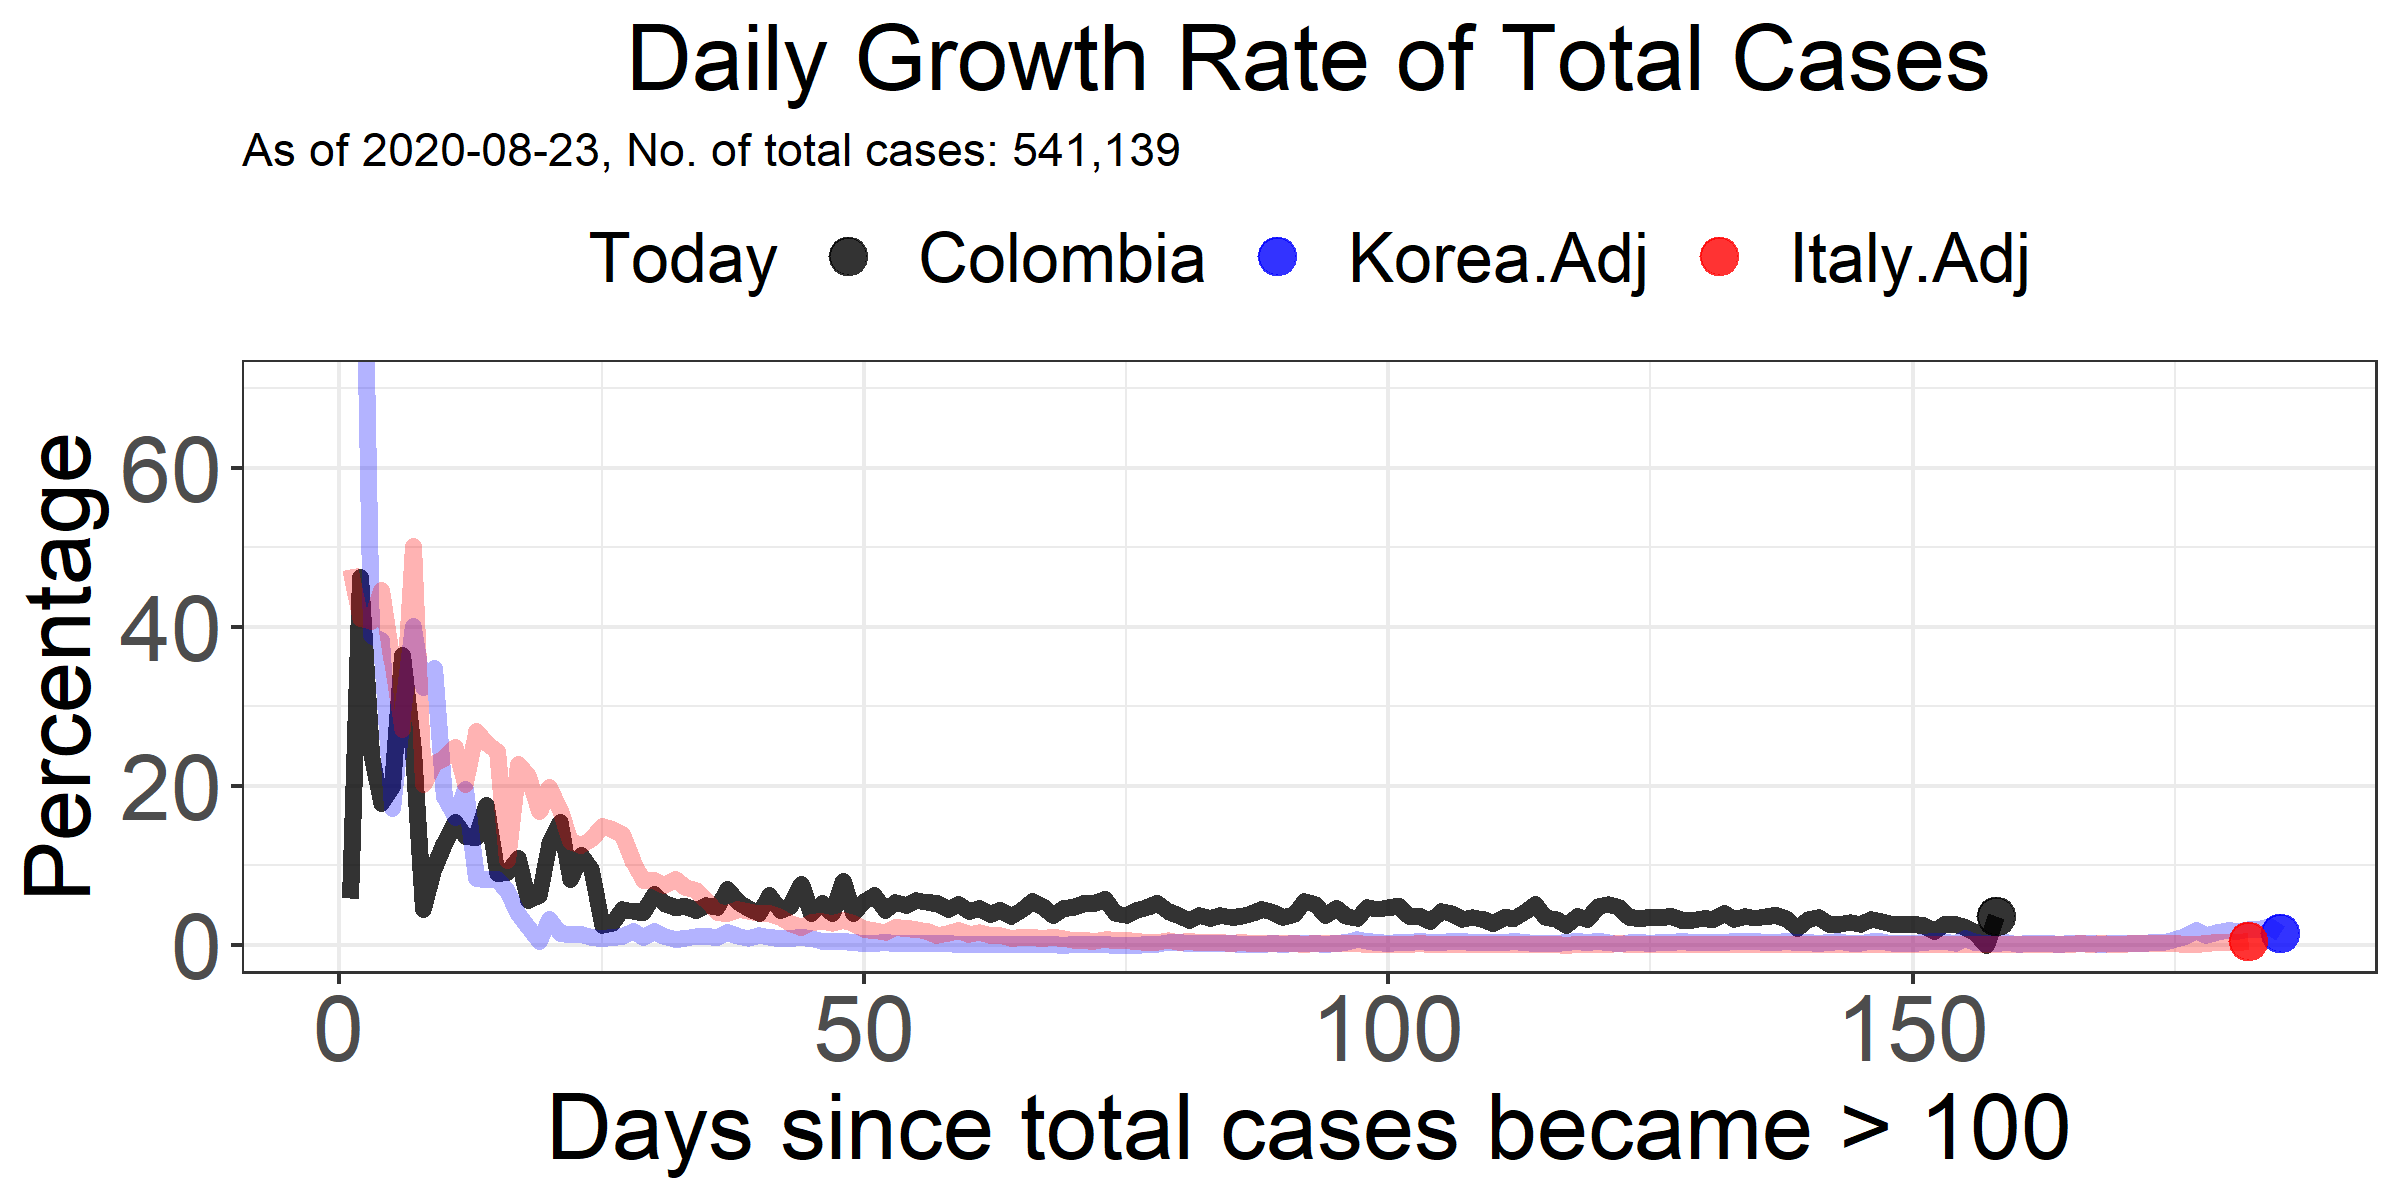 Daily Growth Rate of Total Cases
As of 2020-08-23, No. of total cases: 541,139
Today Colombia Korea.Adj Italy.Adj
Percentage
60
40
20
0
0 50 100 150
Days since total cases became > 100